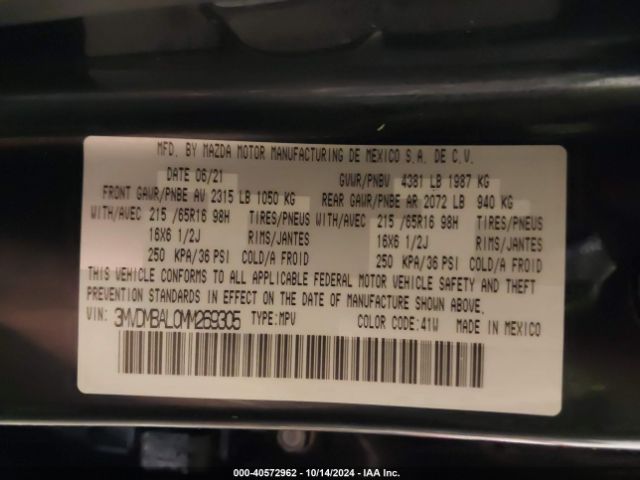 MFD. BY MAZDA MOTOR MANUFACTURING DE MEXICO S.A. DE C.V.
DATE 06/21 GVWR/PNBV 4381 LB 1987 KG
FRONT GAWR/PNBE AV 2315 LB 1050 KG REAR GAWR/PNBE AR 2072 LB 940 KG
WITH/AVEC 215 /65R16 98H TIRES/PNEUS WITH/AVEC 215 /65R16 98H TIRES/PNEUS
16X6 1/2J RIMS/JANTES 16X6 1/2J RIMS/JANTES
250 KPA/36 PSI COLD/A FROID 250 KPA/36 PSI COLD/A FROID
THIS VEHICLE CONFORMS TO ALL APPLICABLE FEDERAL MOTOR VEHICLE SAFETY AND THEFT
PREVENTION STANDARDS IN EFFECT ON THE DATE OF MANUFACTURE SHOWN ABOVE.
VIN: 3MVDMBAL0MM269305 TYPE:MPV COLOR CODE:41W MADE IN MEXICO
000-40572962 - 10/14/2024 - IAA Inc.